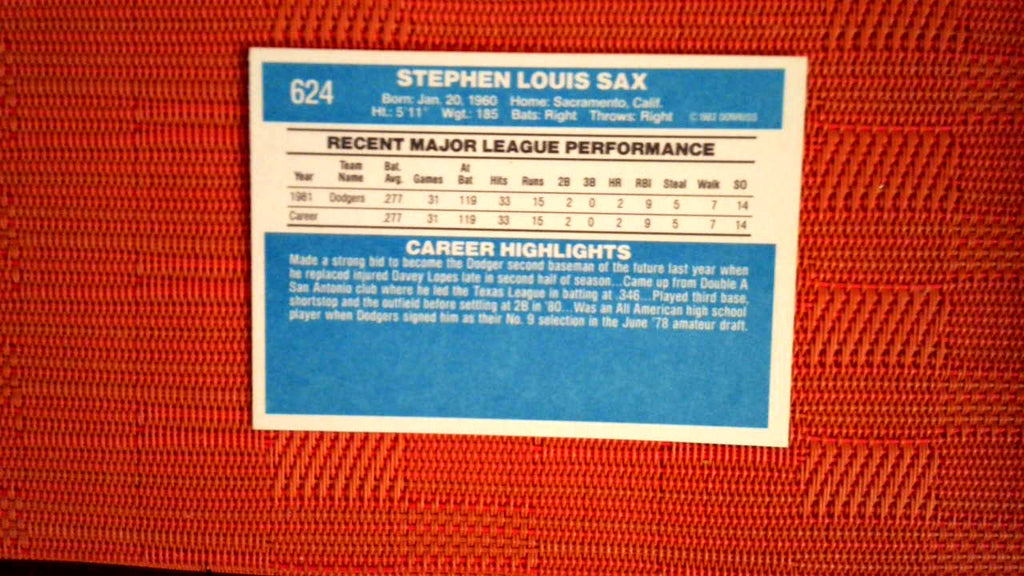 624
STEPHEN LOUIS SAX
Born: Jan. 20, 1960 Home: Sacramento, Calif.
Ht.: 5'11" Wgt.: 185 Bats: Right Throws: Right © 1982 DONRUSS
RECENT MAJOR LEAGUE PERFORMANCE
Year Team Name Bat. Avg. Games At Bat Hits Runs 2B 3B HR RBI Steal Walk SO
1981 Dodgers .277 31 119 33 15 2 0 2 9 5 7 14
Career .277 31 119 33 15 2 0 2 9 5 7 14
CAREER HIGHLIGHTS
Made a strong bid to become the Dodger second baseman of the future last year when
he replaced injured Davey Lopes late in second half of season...Came up from Double A
San Antonio club where he led the Texas League in batting at .346...Played third base,
shortstop and the outfield before settling at 2B in '80...Was an All American high school
player when Dodgers signed him as their No. 9 selection in the June '78 amateur draft.